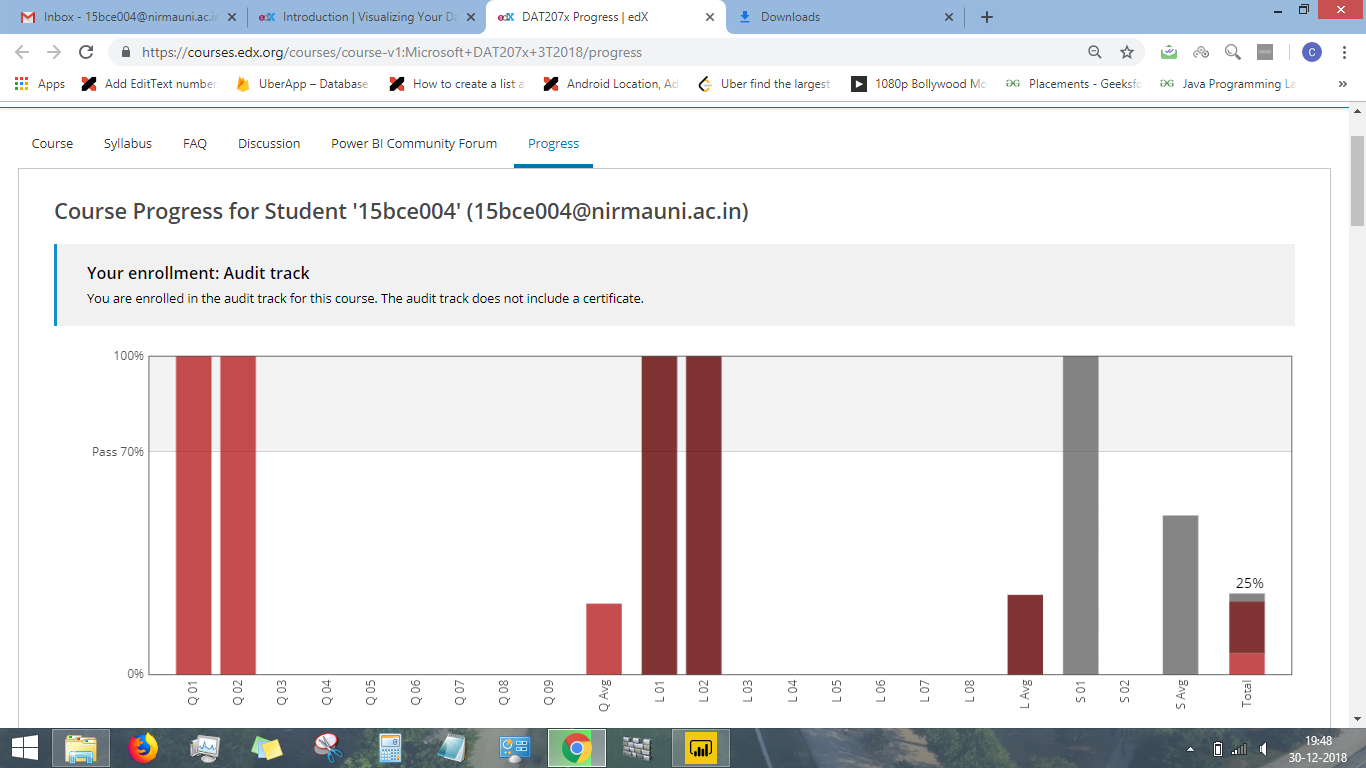 Inbox - 15bce004@nirmauni.ac.i
edX Introduction | Visualizing Your Da
edX DAT207x Progress | edX
Downloads
https://courses.edx.org/courses/course-v1:Microsoft+DAT207x+3T2018/progress
C
Apps
Add EditText number
UberApp – Database
How to create a list a
Android Location, Ad
Uber find the largest
1080p Bollywood Mo
Placements - Geeksfo
Java Programming La
Course
Syllabus
FAQ
Discussion
Power BI Community Forum
Progress
Course Progress for Student '15bce004' (15bce004@nirmauni.ac.in)
Your enrollment: Audit track
You are enrolled in the audit track for this course. The audit track does not include a certificate.
100%
Pass 70%
0%
25%
Q 01
Q 02
Q 03
Q 04
Q 05
Q 06
Q 07
Q 08
Q 09
Q Avg
L 01
L 02
L 03
L 04
L 05
L 06
L 07
L 08
L Avg
S 01
S 02
S Avg
Total
19:48
30-12-2018